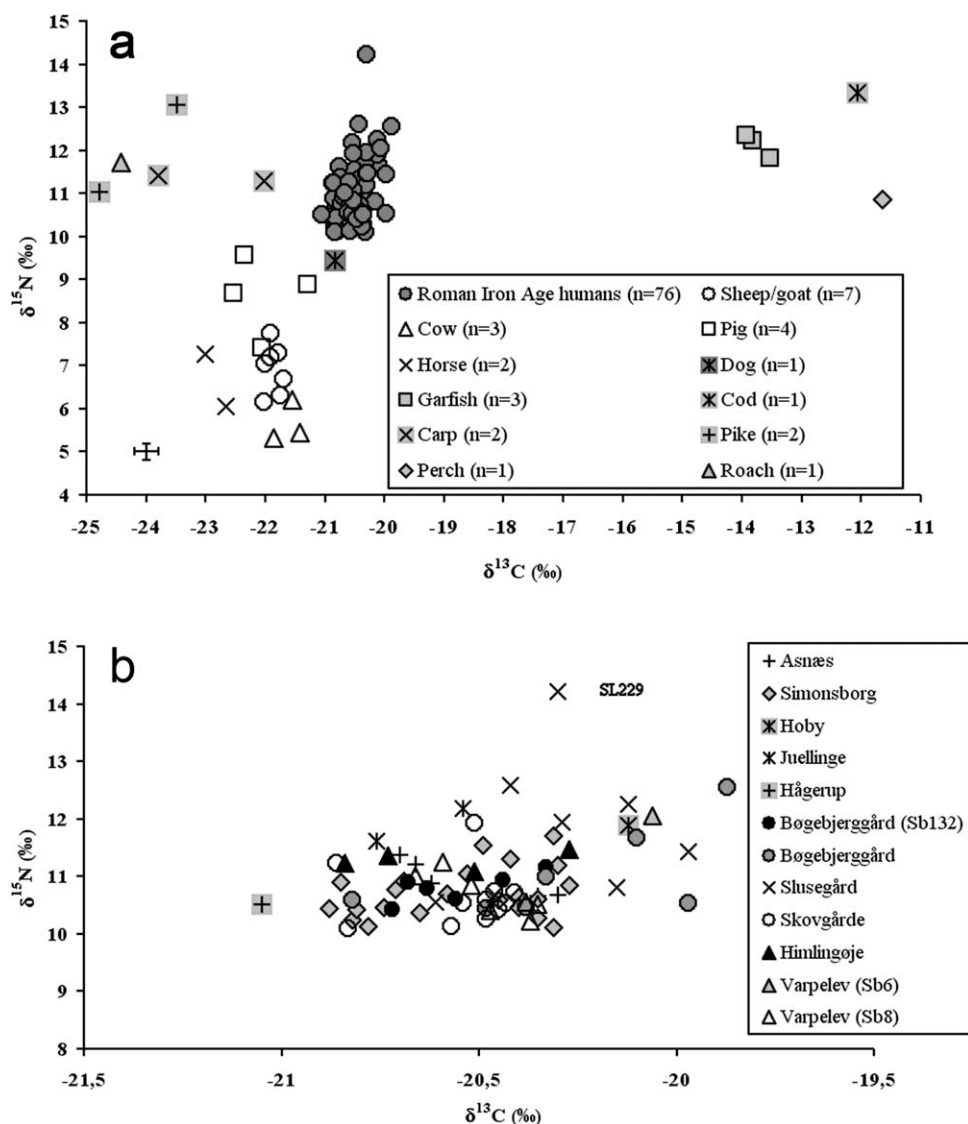 a
15
14
13
12
11
10
9
8
7
6
5
4
δ¹⁵N (‰)
Roman Iron Age humans (n=76) Sheep/goat (n=7)
Cow (n=3) Pig (n=4)
Horse (n=2) Dog (n=1)
Garfish (n=3) Cod (n=1)
Carp (n=2) Pike (n=2)
Perch (n=1) Roach (n=1)
-25 -24 -23 -22 -21 -20 -19 -18 -17 -16 -15 -14 -13 -12 -11
δ¹³C (‰)
b
15
14
13
12
11
10
9
8
δ¹⁵N (‰)
SL229
Asnæs
Simonsborg
Hoby
Juellinge
Hågerup
Bøgebjerggård (Sb132)
Bøgebjerggård
Slusegård
Skovgårde
Himlingøje
Varpelev (Sb6)
Varpelev (Sb8)
-21,5 -21 -20,5 -20 -19,5
δ¹³C (‰)